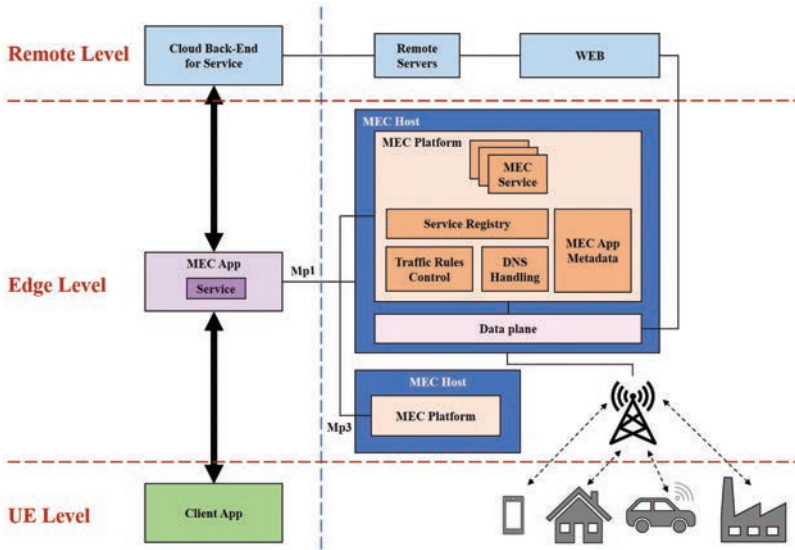 Remote Level
Cloud Back-End
for Service
Remote
Servers
WEB
MEC Host
MEC Platform
MEC
Service
Service Registry
MEC App
Metadata
Traffic Rules
Control
DNS
Handling
Edge Level
MEC App
Service
Mp1
Data plane
MEC Host
MEC Platform
Mp3
UE Level
Client App